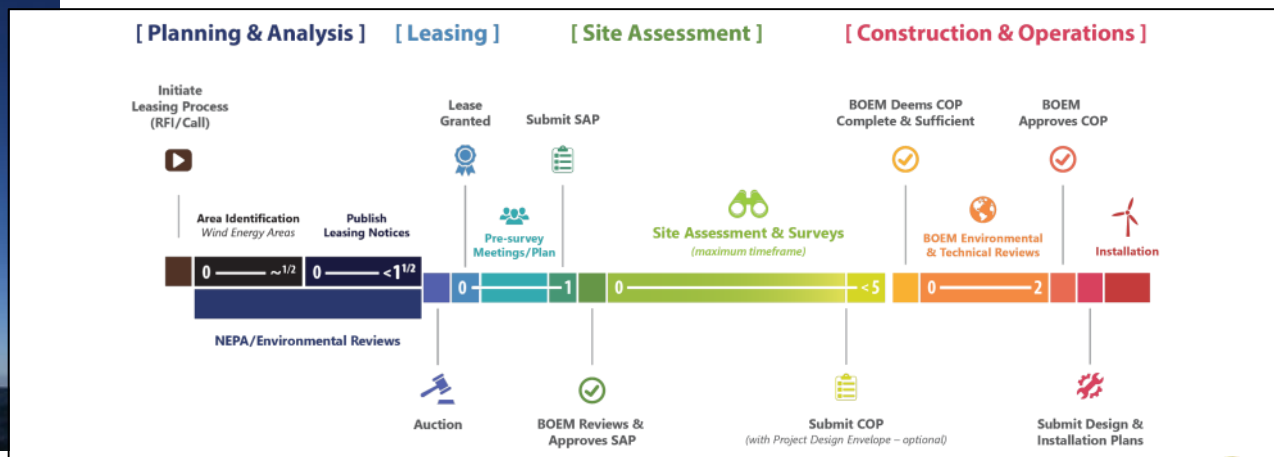 [ Planning & Analysis ] [ Leasing ] [ Site Assessment ] [ Construction & Operations ]
Initiate
Leasing Process
(RFI/Call)
Lease
Granted
Submit SAP
BOEM Deems COP
Complete & Sufficient
BOEM
Approves COP
Area Identification
Wind Energy Areas
Publish
Leasing Notices
Pre-survey
Meetings/Plan
Site Assessment & Surveys
(maximum timeframe)
BOEM Environmental
& Technical Reviews
Installation
0 ~1/2 0 <1 1/2 0 1 0 <5 0 2
NEPA/Environmental Reviews
Auction
BOEM Reviews &
Approves SAP
Submit COP
(with Project Design Envelope – optional)
Submit Design &
Installation Plans